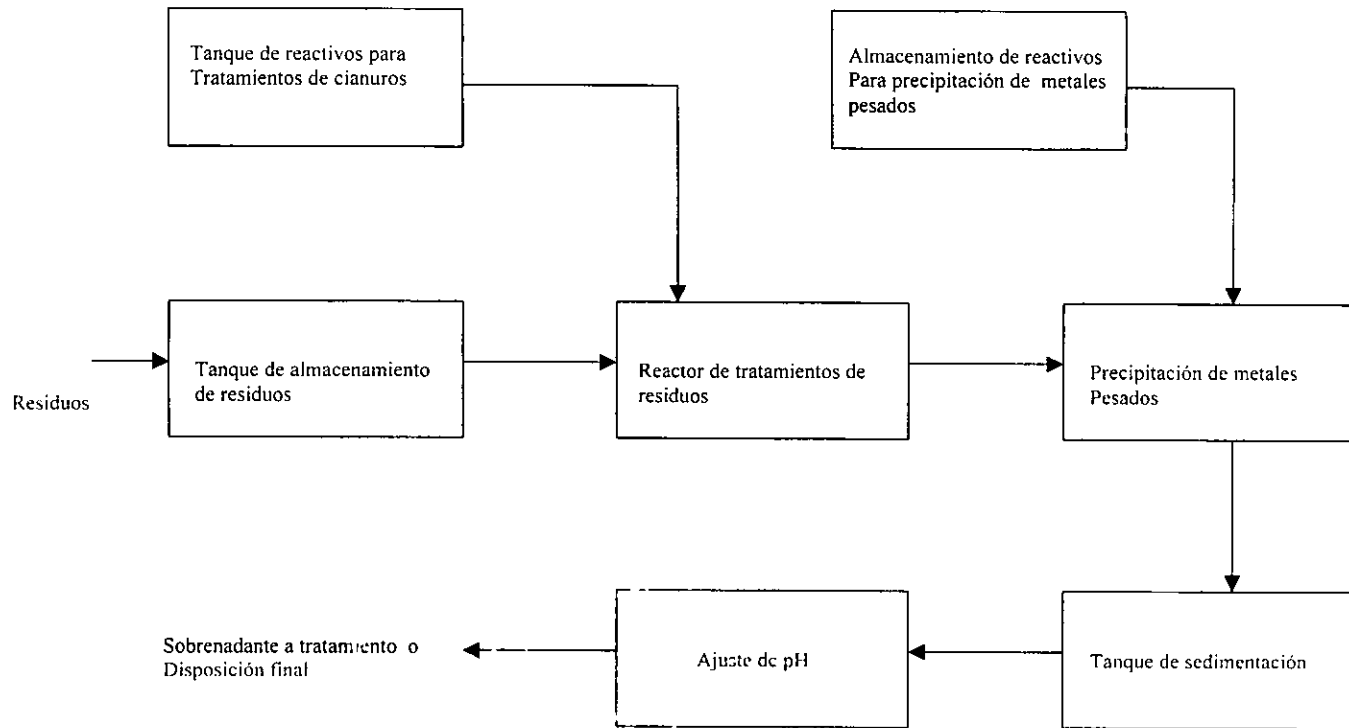 Tanque de reactivos para
Tratamientos de cianuros
Almacenamiento de reactivos
Para precipitación de metales
pesados
Residuos
Tanque de almacenamiento
de residuos
Reactor de tratamientos de
residuos
Precipitación de metales
Pesados
Sobrenadante a tratamiento o
Disposición final
Ajuste de pH
Tanque de sedimentación